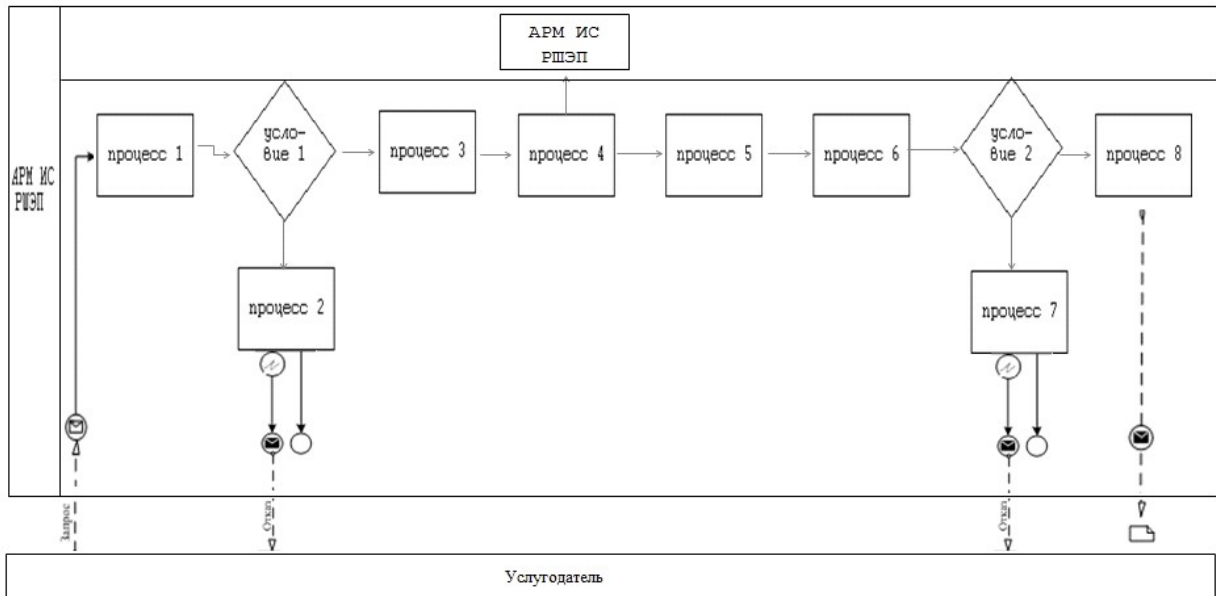 АРМ ИС
РШЭП
АРМ ИС
РШЭП
процесс 1
усло-
вие 1
процесс 3
процесс 4
процесс 5
процесс 6
усло-
вие 2
процесс 8
процесс 2
процесс 7
Запрос
Отказ
Отказ
Услугодатель